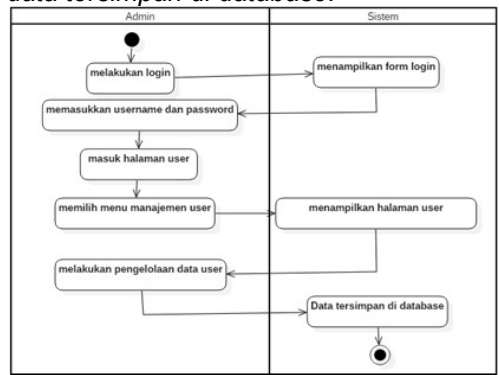 data tersimpan di database.
Admin
Sistem
melakukan login
menampilkan form login
memasukkan username dan password
masuk halaman user
memilih menu manajemen user
menampilkan halaman user
melakukan pengelolaan data user
Data tersimpan di database